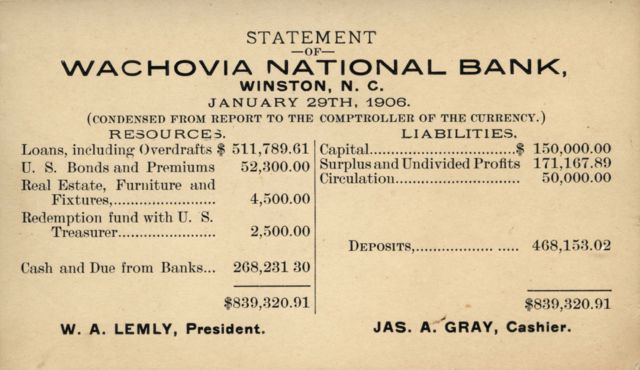 STATEMENT
—OF—
WACHOVIA NATIONAL BANK,
WINSTON, N. C.
JANUARY 29TH, 1906.
(CONDENSED FROM REPORT TO THE COMPTROLLER OF THE CURRENCY.)
RESOURCES.
Loans, including Overdrafts $ 511,789.61
U. S. Bonds and Premiums 52,300.00
Real Estate, Furniture and
Fixtures,.................... 4,500.00
Redemption fund with U. S.
Treasurer.................. 2,500.00
Cash and Due from Banks... 268,231 30
$839,320.91
LIABILITIES.
Capital...........................$ 150,000.00
Surplus and Undivided Profits 171,167.89
Circulation...................... 50,000.00
DEPOSITS,.................. ..... 468,153.02
$839,320.91
W. A. LEMLY, President.
JAS. A. GRAY, Cashier.